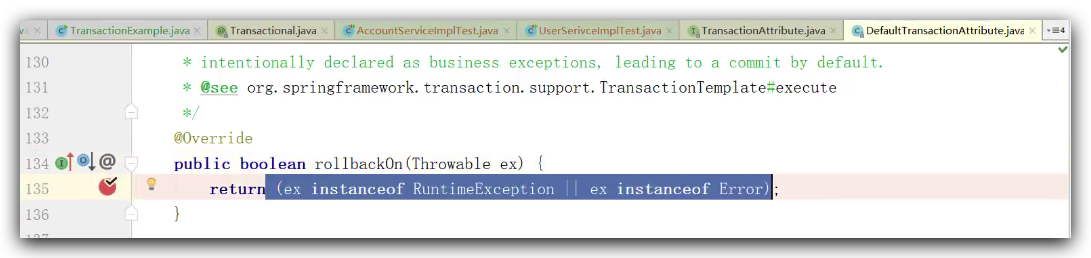 TransactionExample.java Transactional.java AccountServiceImplTest.java UserSerivceImplTest.java TransactionAttribute.java DefaultTransactionAttribute.java 4
130 * intentionally declared as business exceptions, leading to a commit by default.
131 * @see org.springframework.transaction.support.TransactionTemplate#execute
132 */
133 @Override
134 public boolean rollbackOn(Throwable ex) {
135 return (ex instanceof RuntimeException || ex instanceof Error);
136 }